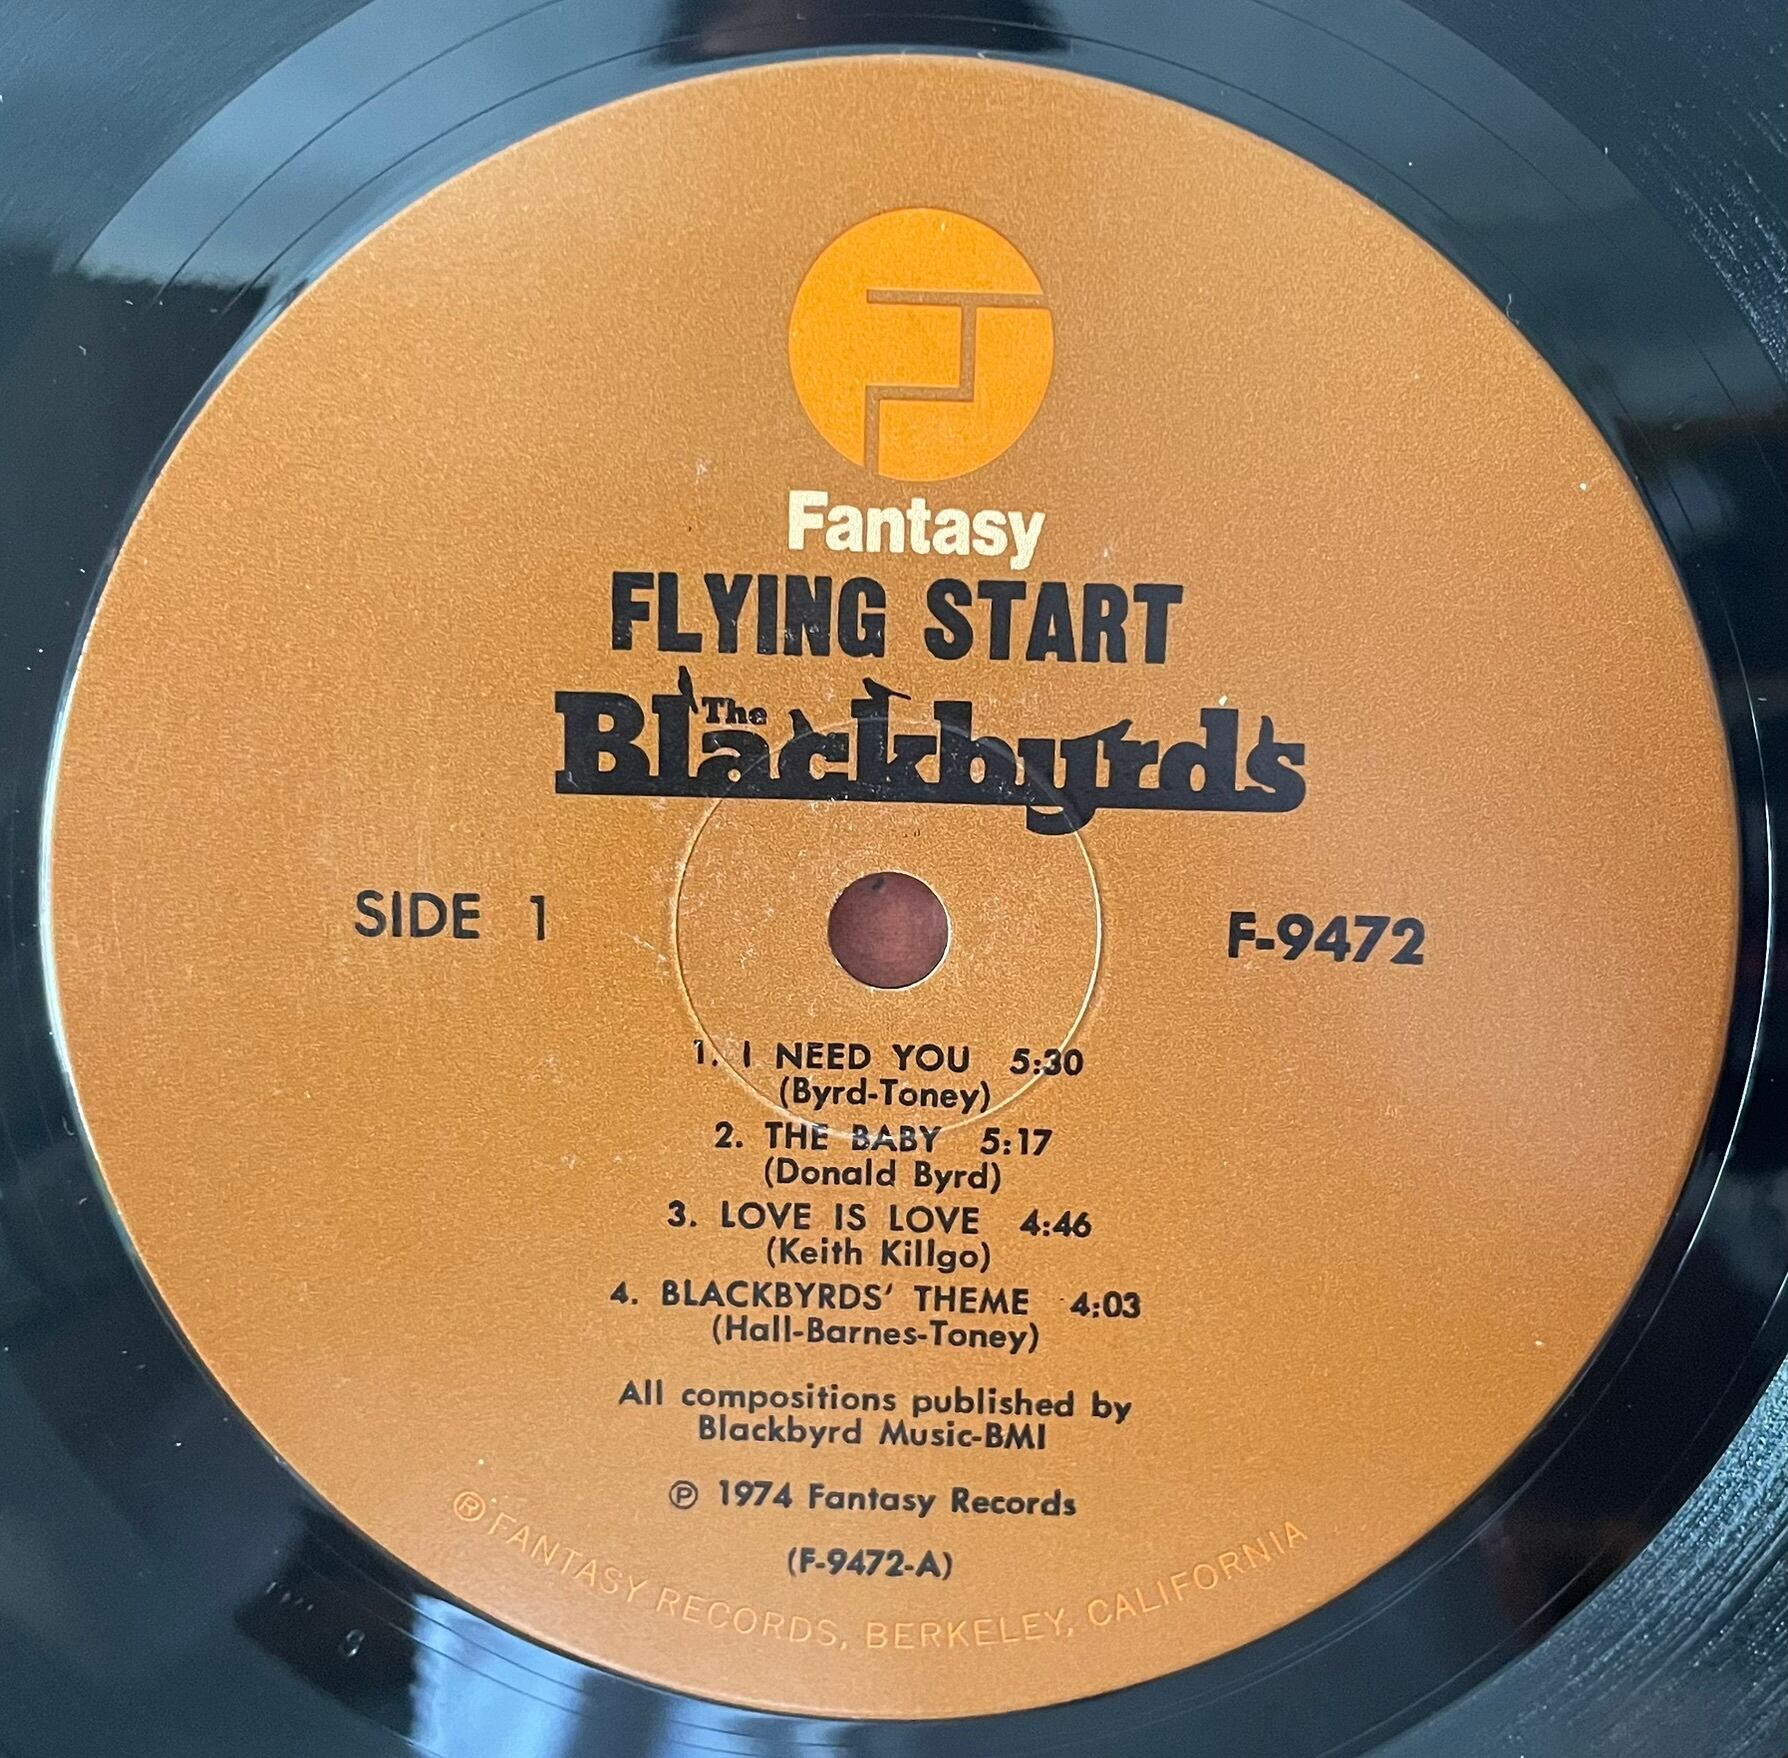 Fantasy
FLYING START
The
Blackbyrds
SIDE 1
F-9472
1. I NEED YOU 5:30
(Byrd-Toney)
2. THE BABY 5:17
(Donald Byrd)
3. LOVE IS LOVE 4:46
(Keith Killgo)
4. BLACKBYRDS' THEME 4:03
(Hall-Barnes-Toney)
All compositions published by
Blackbyrd Music-BMI
℗ 1974 Fantasy Records
(F-9472-A)
® FANTASY RECORDS, BERKELEY, CALIFORNIA